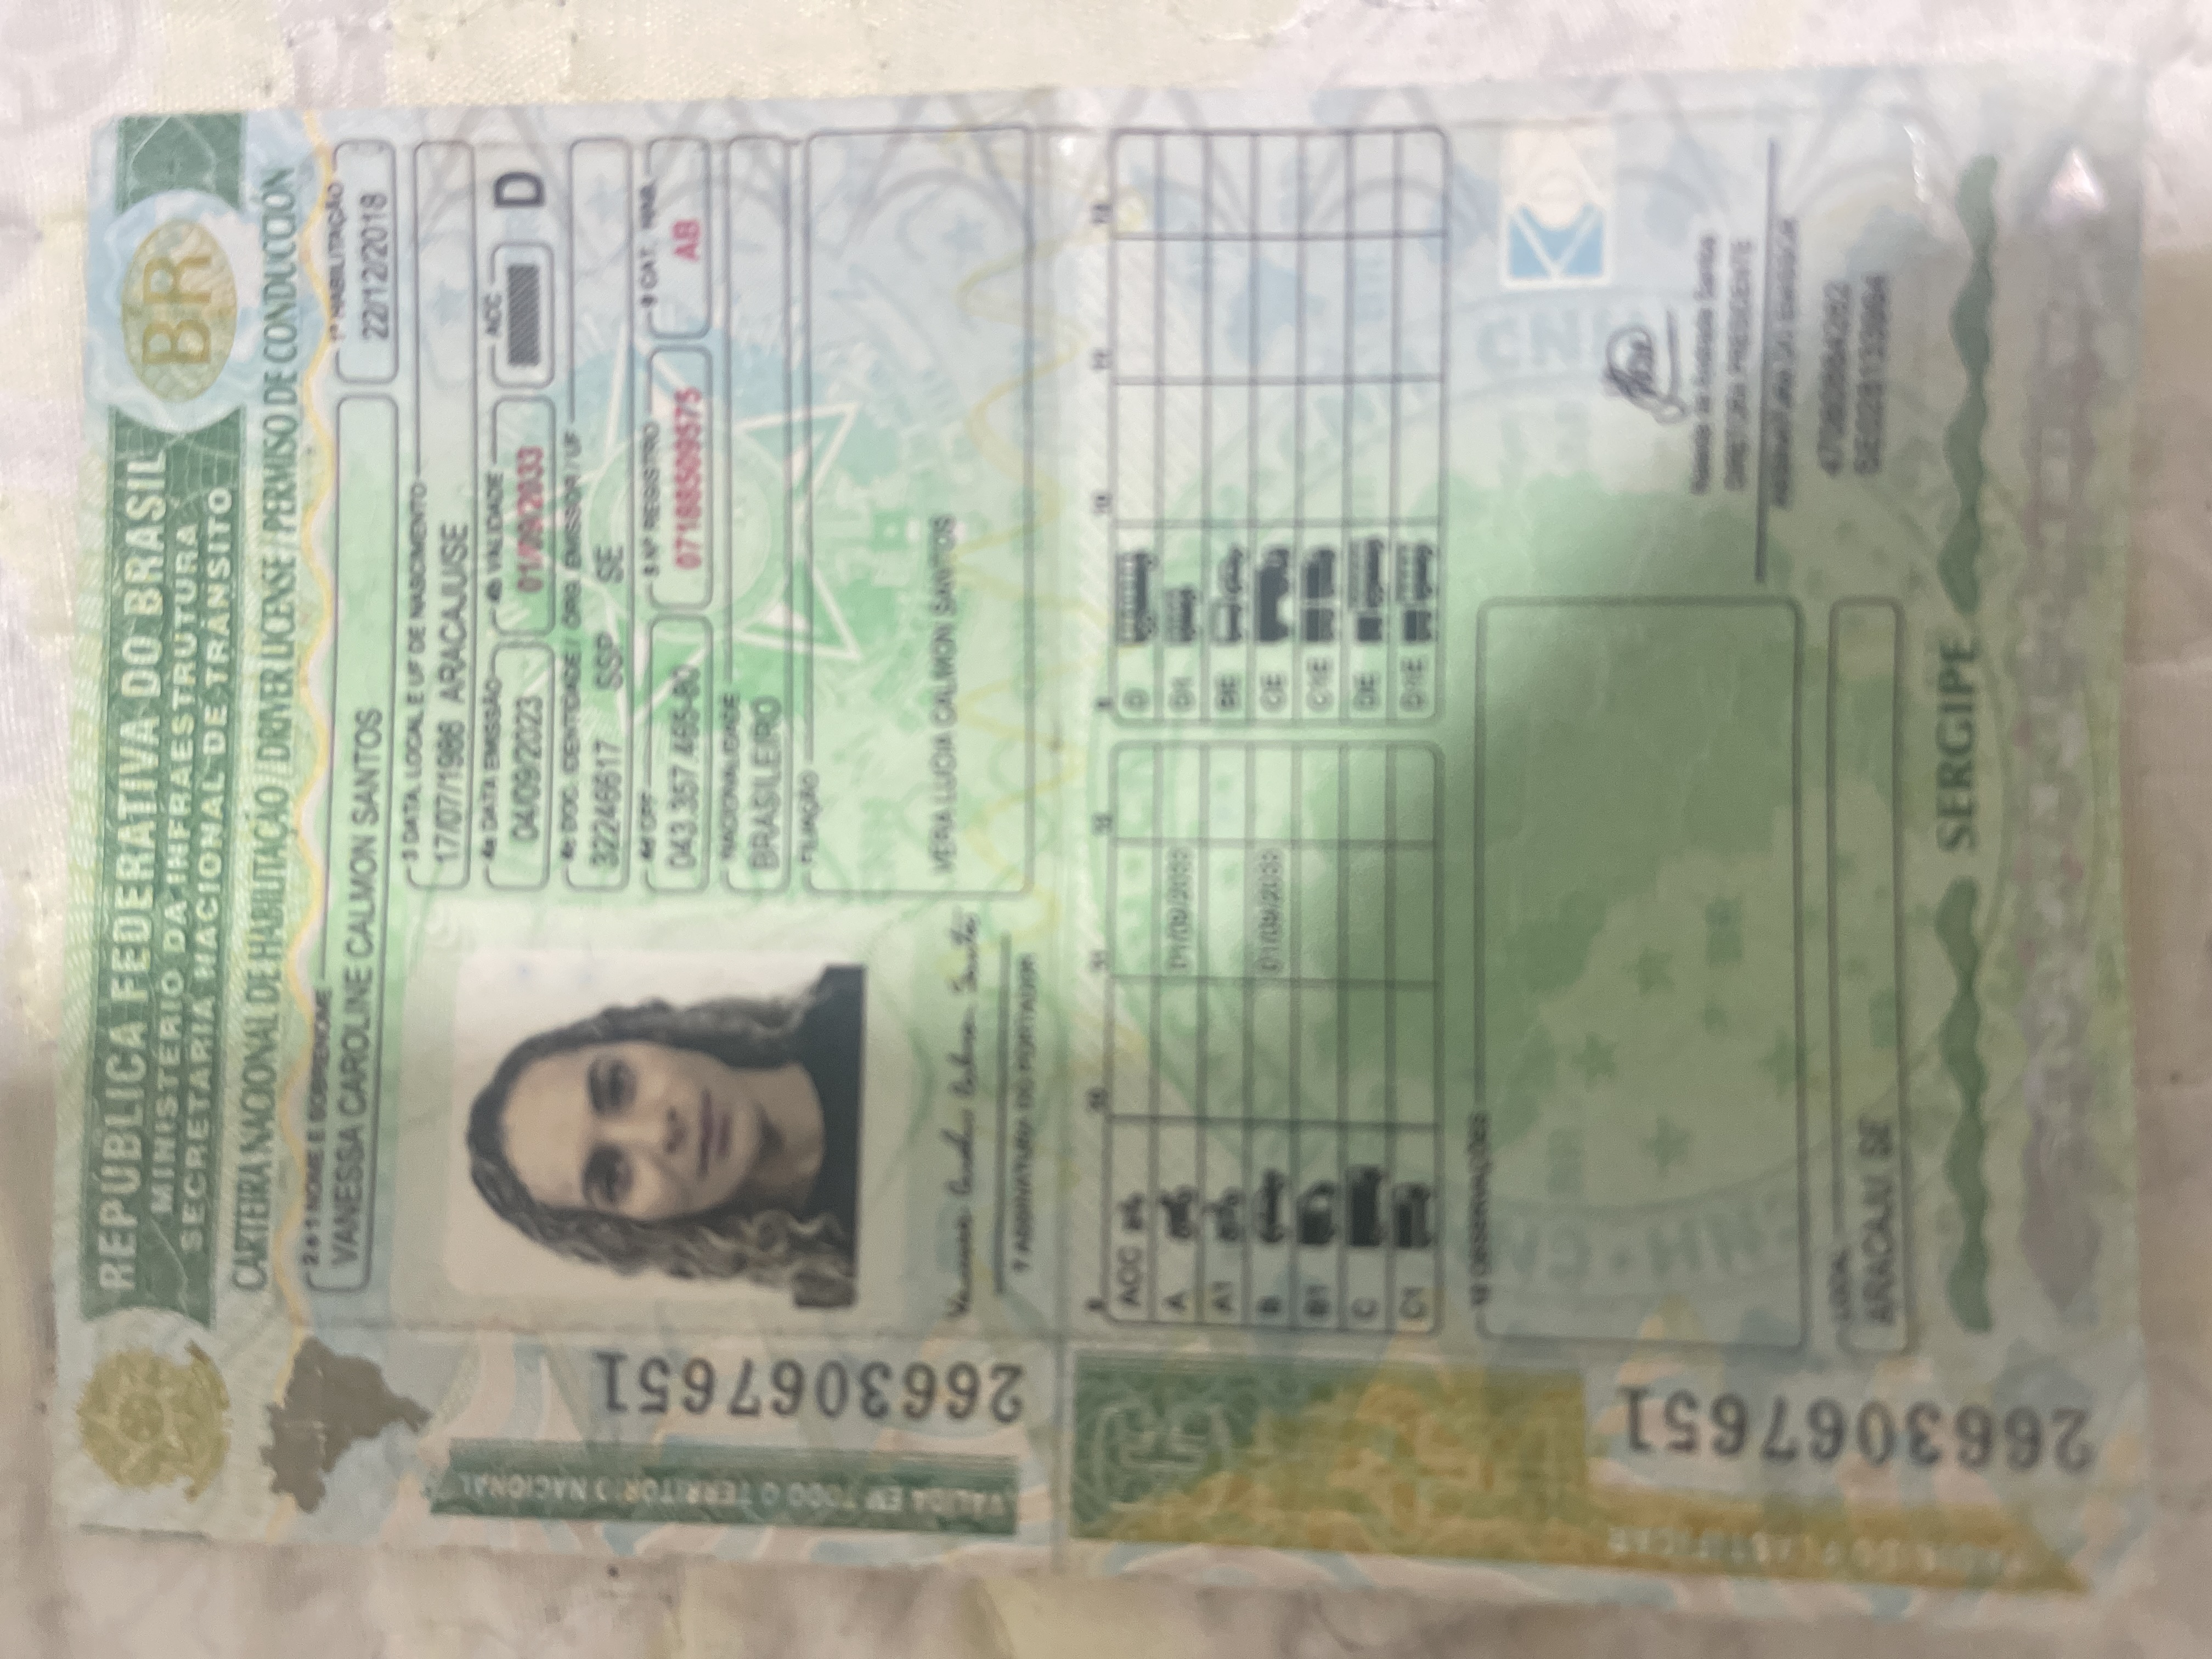 REPÚBLICA FEDERATIVA DO BRASIL
MINISTÉRIO DA INFRAESTRUTURA
SECRETARIA NACIONAL DE TRÂNSITO
BR
CARTEIRA NACIONAL DE HABILITAÇÃO / DRIVER LICENSE / PERMISO DE CONDUCCIÓN
2 e 1 NOME E SOBRENOME
VANESSA CAROLINE CALMON SANTOS
1ª HABILITAÇÃO
22/12/2018
3 DATA, LOCAL E UF DE NASCIMENTO
17/07/1986 ARACAJU/SE
4a DATA EMISSÃO
04/09/2023
4b VALIDADE
01/09/2033
ACC
D
4c DOC. IDENTIDADE / ÓRG. EMISSOR / UF
32246617 SSP SE
4d CPF
043.357.465-80
5 Nº REGISTRO
07188509575
9 CAT. HAB.
AB
NACIONALIDADE
BRASILEIRO
FILIAÇÃO
VERA LUCIA CALMON SANTOS
VÁLIDA EM TODO O TERRITÓRIO NACIONAL
2663067651
Vanessa Caroline Calmon Santos
7 ASSINATURA DO PORTADOR
9 10 11 12
ACC
A 01/09/2033
A1
B 01/09/2033
B1
C
C1
9 10 11 12
D
D1
BE
CE
C1E
DE
D1E
12 OBSERVAÇÕES
DIRETORA PRESIDENTE
ASSINATURA DO EMISSOR
LOCAL
ARACAJU, SE
2663067651
SERGIPE